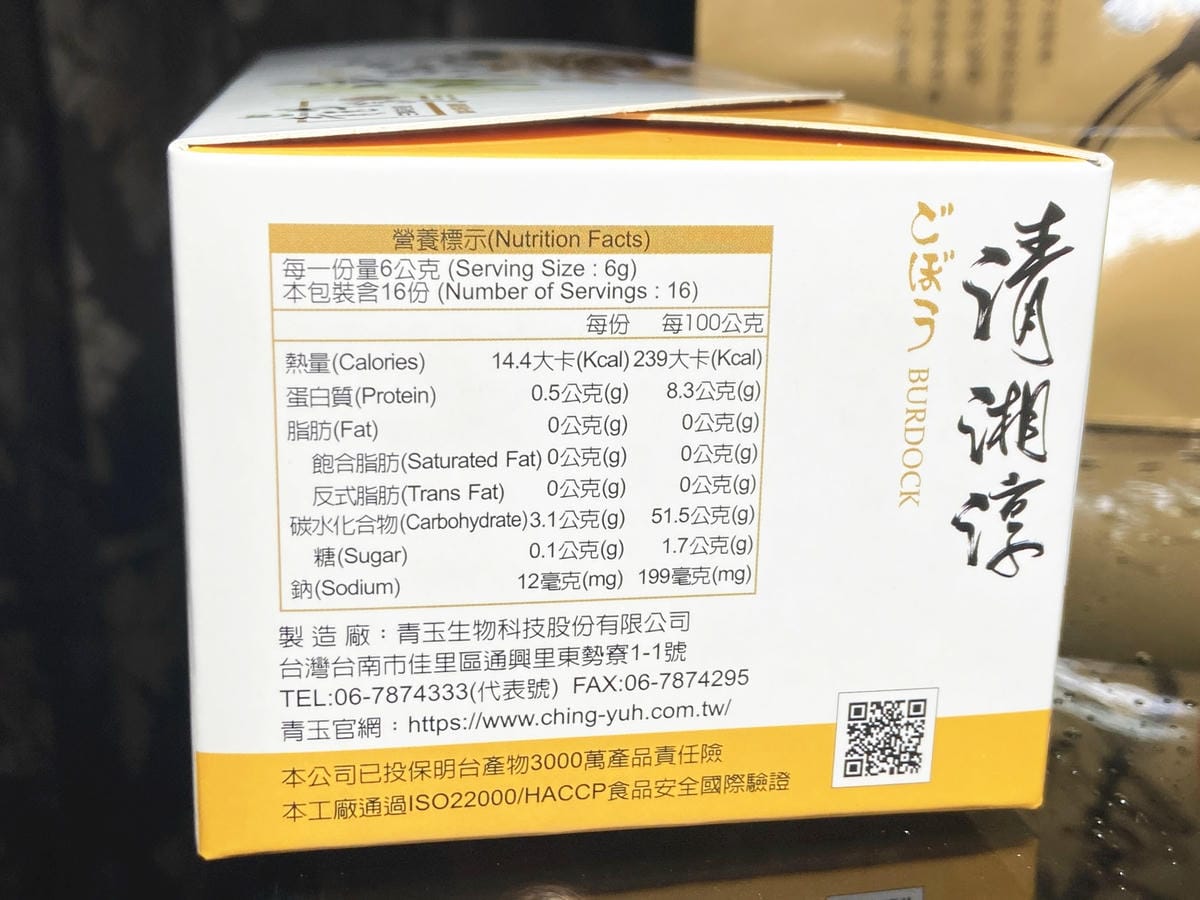 營養標示(Nutrition Facts)
每一份量6公克 (Serving Size : 6g)
本包裝含16份 (Number of Servings : 16)
每份 每100公克
熱量(Calories) 14.4大卡(Kcal) 239大卡(Kcal)
蛋白質(Protein) 0.5公克(g) 8.3公克(g)
脂肪(Fat) 0公克(g) 0公克(g)
飽合脂肪(Saturated Fat) 0公克(g) 0公克(g)
反式脂肪(Trans Fat) 0公克(g) 0公克(g)
碳水化合物(Carbohydrate) 3.1公克(g) 51.5公克(g)
糖(Sugar) 0.1公克(g) 1.7公克(g)
鈉(Sodium) 12毫克(mg) 199毫克(mg)
製造廠：青玉生物科技股份有限公司
台灣台南市佳里區通興里東勢寮1-1號
TEL:06-7874333(代表號) FAX:06-7874295
青玉官網：https://www.ching-yuh.com.tw/
本公司已投保明台產物3000萬產品責任險
本工廠通過ISO22000/HACCP食品安全國際驗證
清湘淳
ごぼう BURDOCK